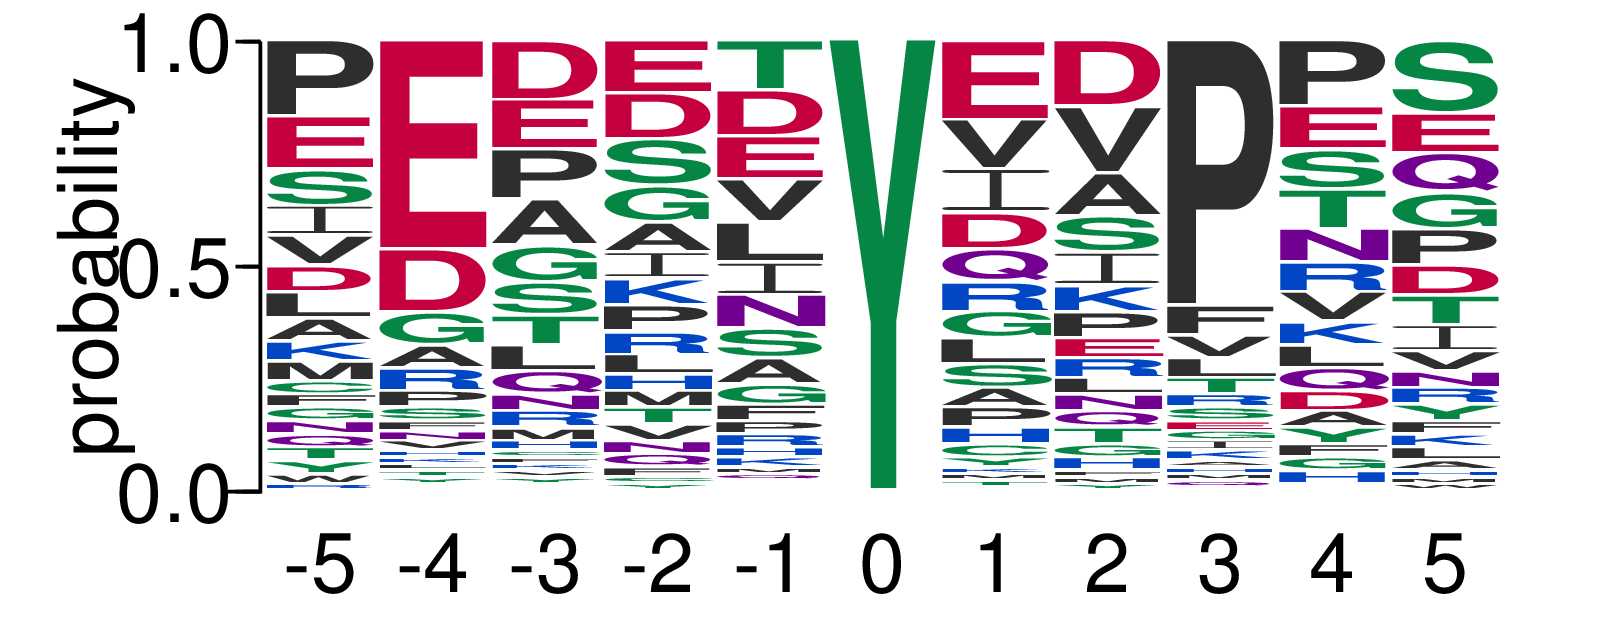 probability
1.0
0.5
0.0
P E S I V D L A K M
E D G A R P S
D E P A G S T L Q N R M
E D S G A I K P R L H M T V N Q
T D E V L I N S A G F P R H K
Y
E V I D Q R G L S A P H
D V A S I K P E R L N Q T G H
P F V L T R S
P E S T N R V K L Q D A Y F G H
S E Q G P D T I V N R Y F K L A H
-5 -4 -3 -2 -1 0 1 2 3 4 5